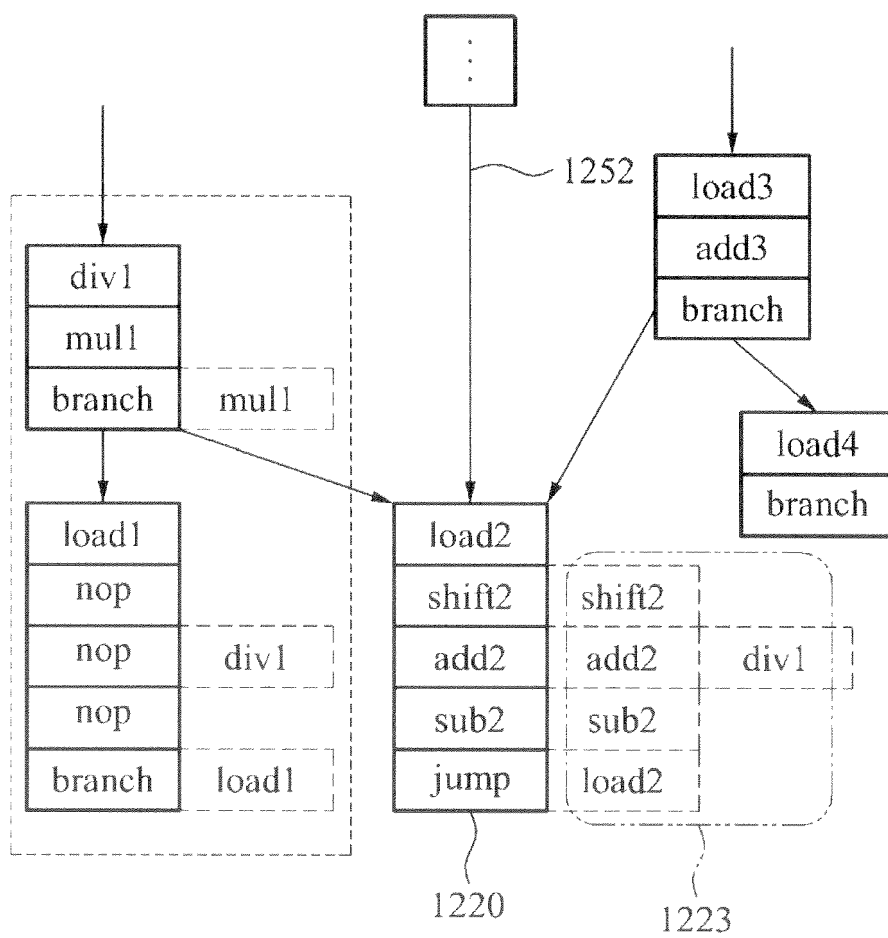 ⋮
1252
load3
add3
branch
div1
mul1
branch mul1
load4
branch
load1
nop
nop div1
nop
branch load1
load2
shift2 shift2
add2 add2 div1
sub2 sub2
jump load2
1220
1223